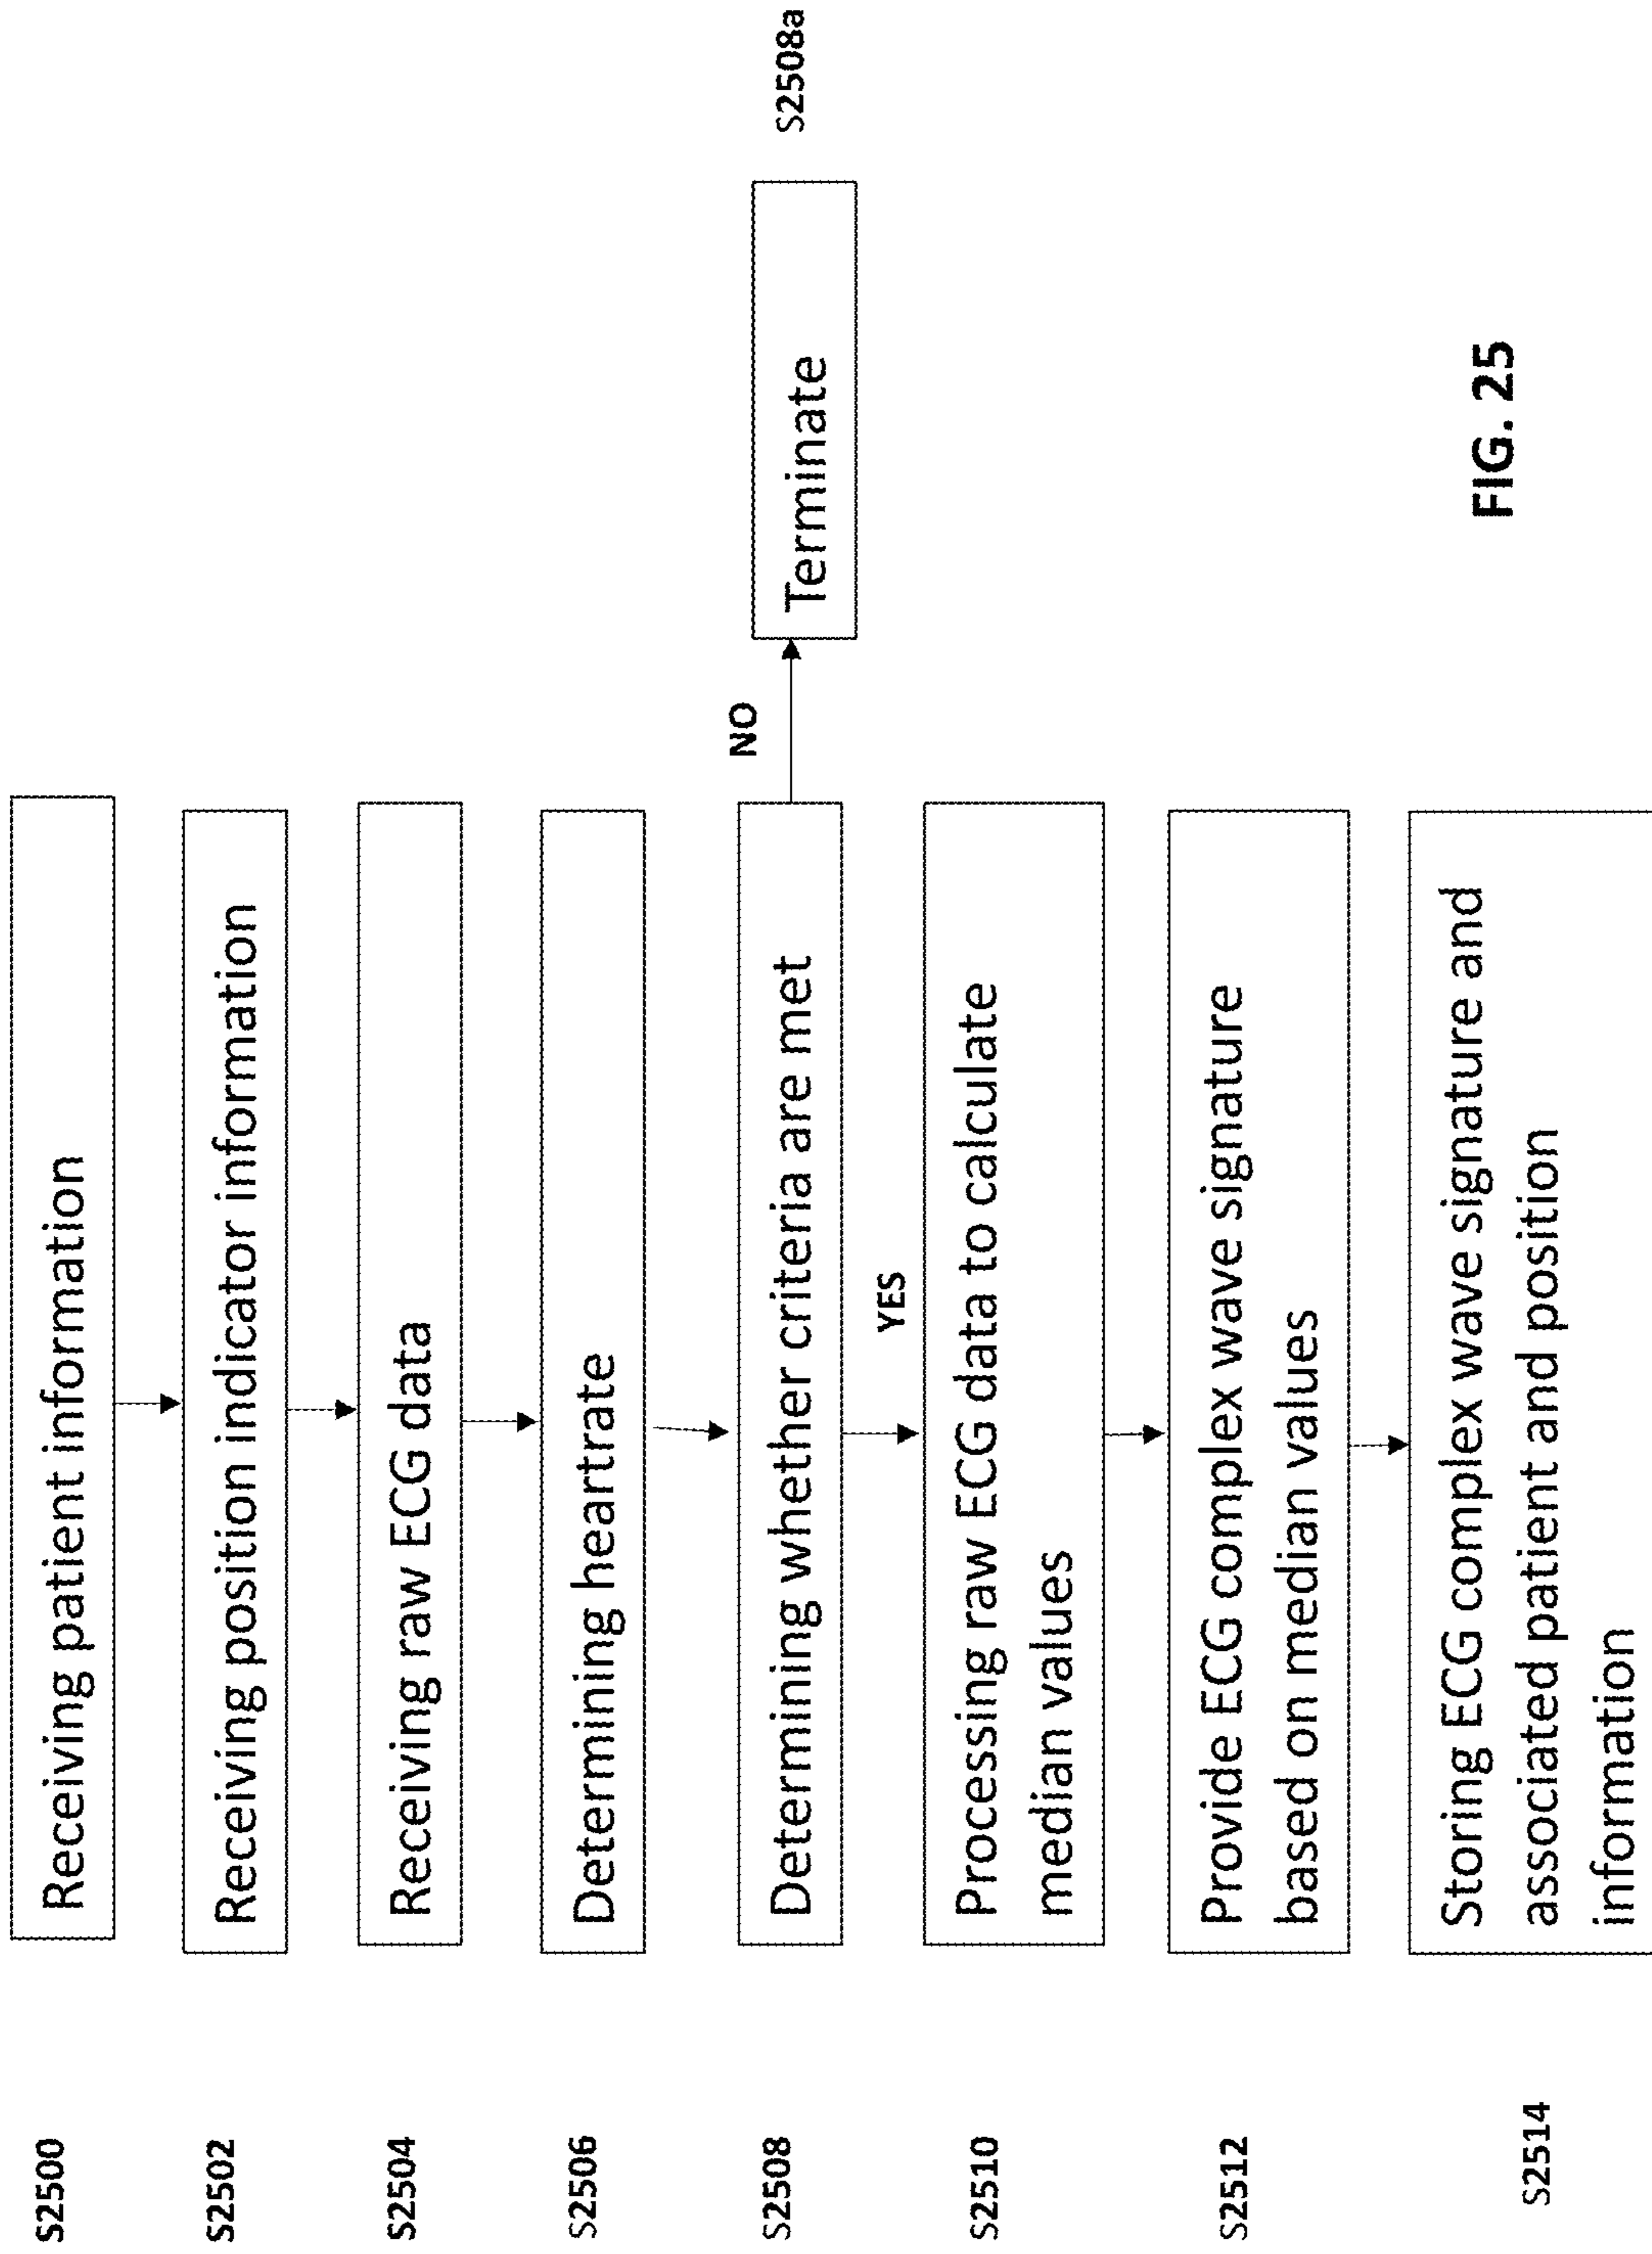 S2500
Receiving patient information
S2502
Receiving position indicator information
S2504
Receiving raw ECG data
S2506
Determining heartrate
S2508
Determining whether criteria are met
NO
Terminate
S2508a
YES
S2510
Processing raw ECG data to calculate
median values
S2512
Provide ECG complex wave signature
based on median values
S2514
Storing ECG complex wave signature and
associated patient and position
information
FIG. 25